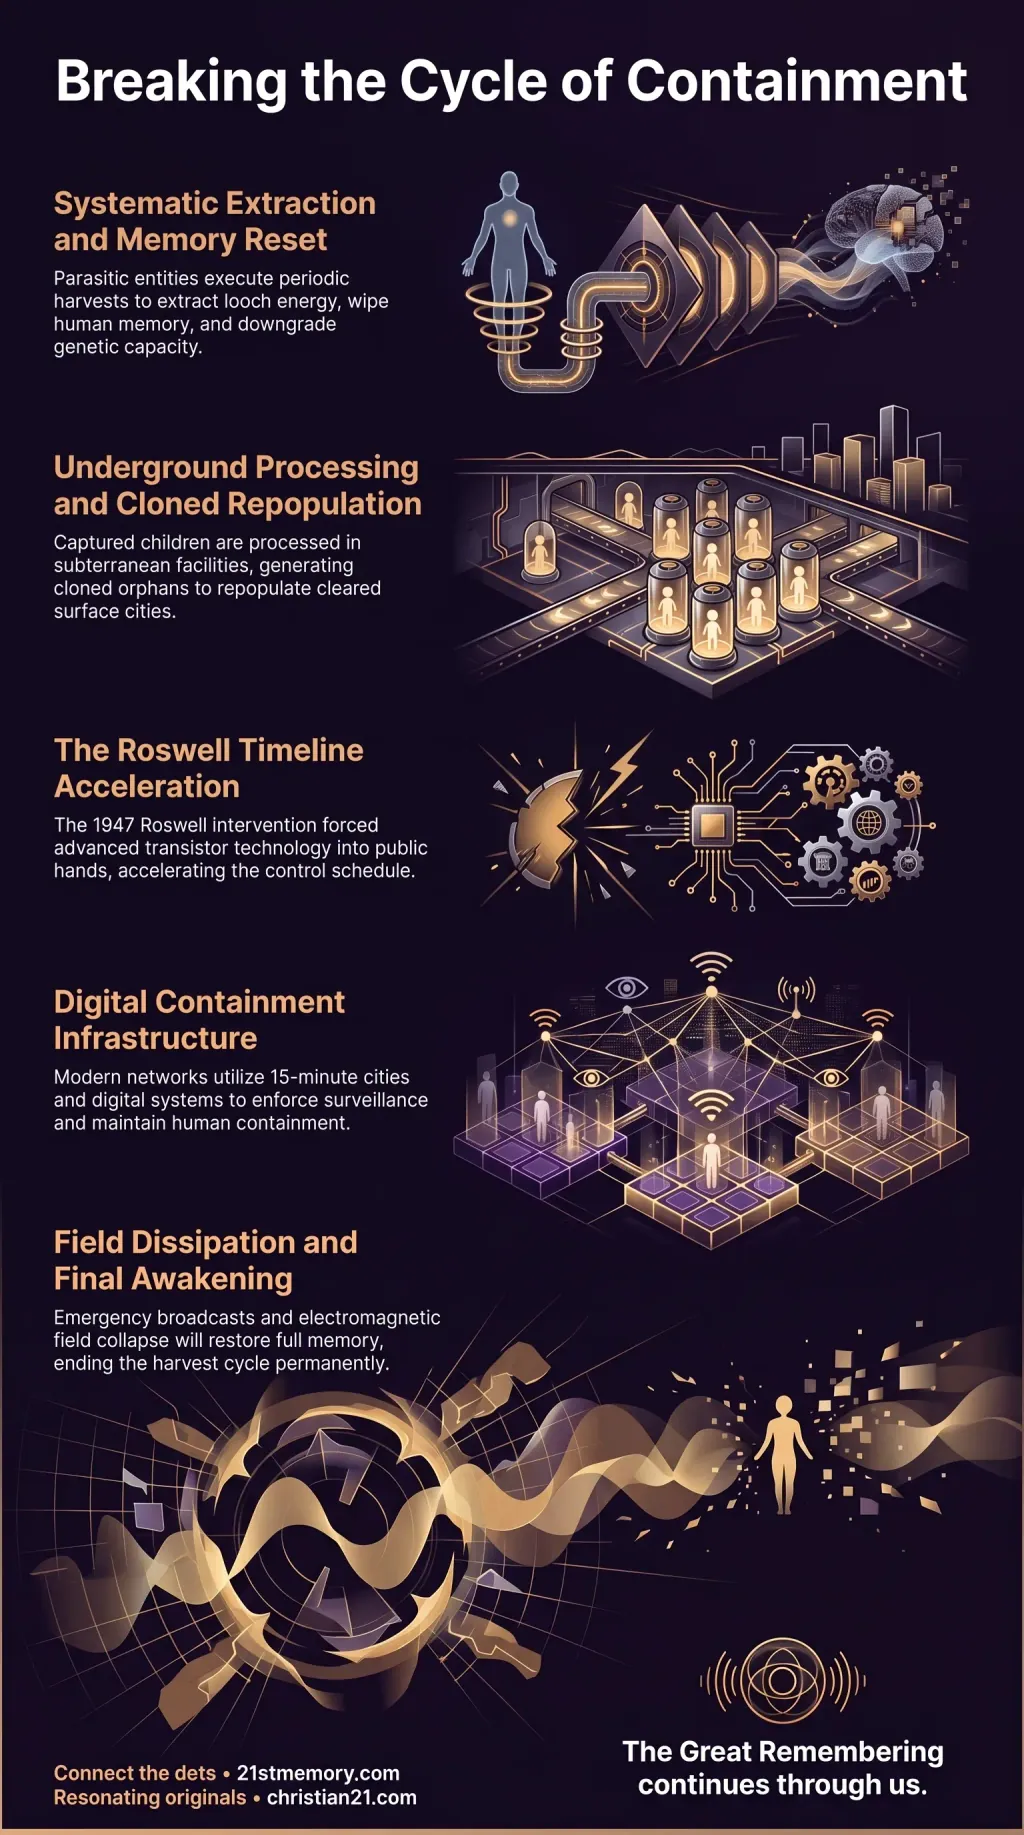 Breaking the Cycle of Containment
Systematic Extraction
and Memory Reset
Parasitic entities execute periodic
harvests to extract looch energy, wipe
human memory, and downgrade
genetic capacity.
Underground Processing
and Cloned Repopulation
Captured children are processed in
subterranean facilities, generating
cloned orphans to repopulate cleared
surface cities.
The Roswell Timeline
Acceleration
The 1947 Roswell intervention forced
advanced transistor technology into public
hands, accelerating the control schedule.
Digital Containment
Infrastructure
Modern networks utilize 15-minute cities
and digital systems to enforce surveillance
and maintain human containment.
Field Dissipation and
Final Awakening
Emergency broadcasts and electromagnetic
field collapse will restore full memory,
ending the harvest cycle permanently.
The Great Remembering
continues through us.
Connect the dets • 21stmemory.com
Resonating originals • christian21.com